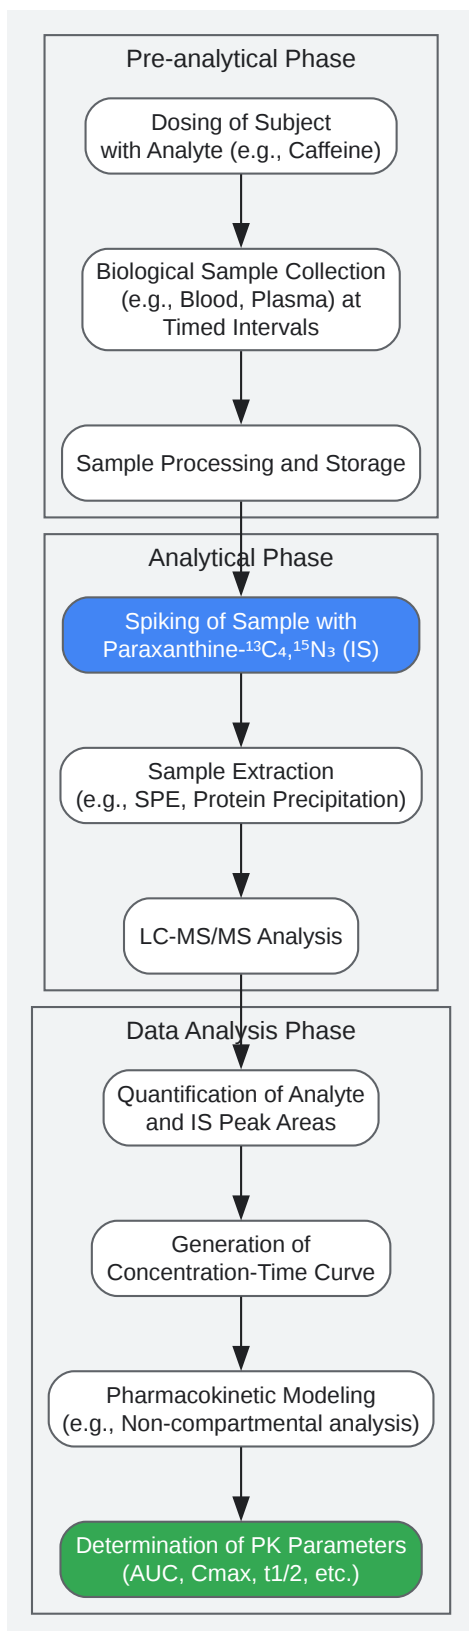 Pre-analytical Phase
Dosing of Subject
with Analyte (e.g., Caffeine)
Biological Sample Collection
(e.g., Blood, Plasma) at
Timed Intervals
Sample Processing and Storage
Analytical Phase
Spiking of Sample with
Paraxanthine-¹³C₄,¹⁵N₃ (IS)
Sample Extraction
(e.g., SPE, Protein Precipitation)
LC-MS/MS Analysis
Data Analysis Phase
Quantification of Analyte
and IS Peak Areas
Generation of
Concentration-Time Curve
Pharmacokinetic Modeling
(e.g., Non-compartmental analysis)
Determination of PK Parameters
(AUC, Cmax, t1/2, etc.)